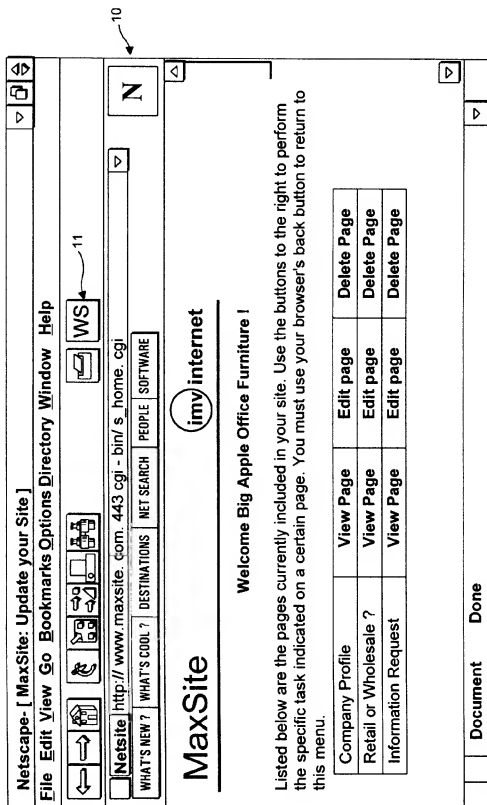 Netscape- [ MaxSite: Update your Site ]
File Edit View Go Bookmarks Options Directory Window Help
WS
11
Netsite http:// www. maxsite. com. 443 cgi - bin/ s_home. cgi
N
10
WHAT'S NEW ? WHAT'S COOL ? DESTINATIONS NET SEARCH PEOPLE SOFTWARE
MaxSite imv internet
Welcome Big Apple Office Furniture !
Listed below are the pages currently included in your site. Use the buttons to the right to perform
the specific task indicated on a certain page. You must use your browser's back button to return to
this menu.
Company Profile View Page Edit page Delete Page
Retail or Wholesale ? View Page Edit page Delete Page
Information Request View Page Edit page Delete Page
Document Done